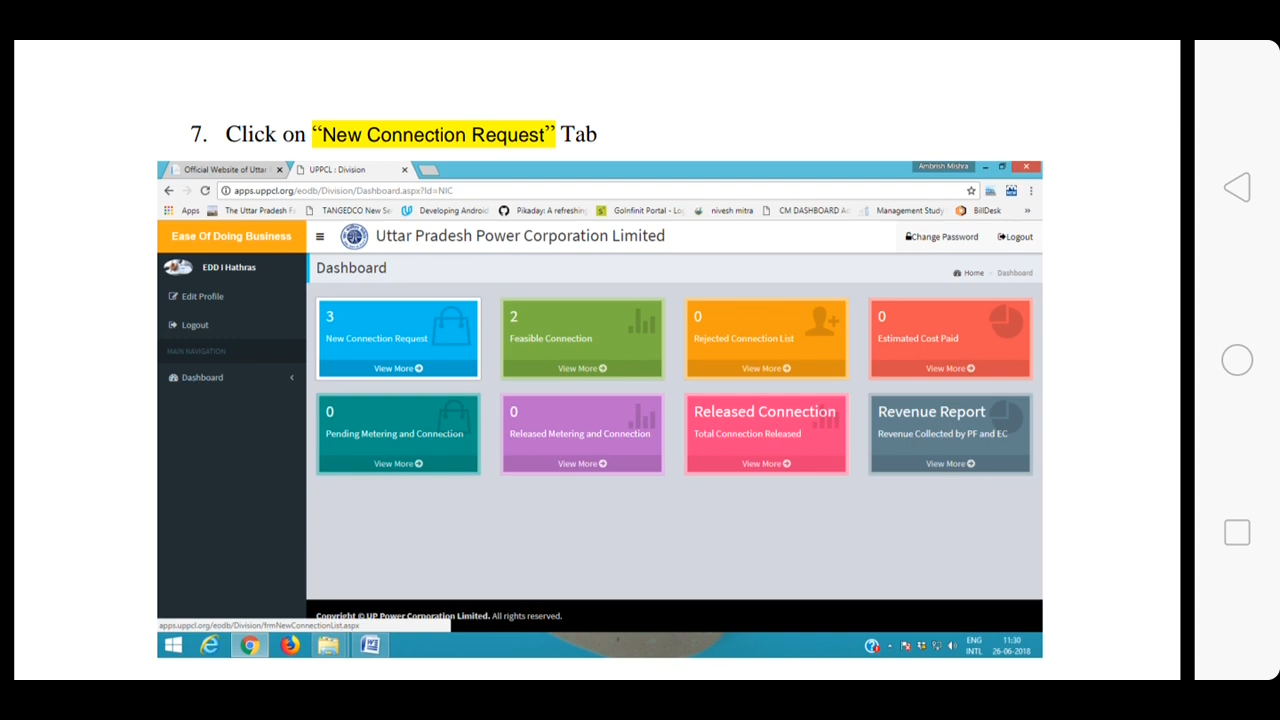 7. Click on “New Connection Request” Tab
Official Website of Uttar
UPPCL : Division
Ambrish Mishra
apps.uppcl.org/eodb/Division/Dashboard.aspx?Id=NIC
Apps The Uttar Pradesh F TANGEDCO New Se Developing Android Pikaday: A refreshing GoInfinit Portal - Lo nivesh mitra CM DASHBOARD A Management Study BillDesk »
Ease Of Doing Business
Uttar Pradesh Power Corporation Limited
Change Password
Logout
EDD I Hathras
Edit Profile
Logout
MAIN NAVIGATION
Dashboard
Dashboard
Home - Dashboard
3
New Connection Request
View More
2
Feasible Connection
View More
0
Rejected Connection List
View More
0
Estimated Cost Paid
View More
0
Pending Metering and Connection
View More
0
Released Metering and Connection
View More
Released Connection
Total Connection Released
View More
Revenue Report
Revenue Collected by PF and EC
View More
Copyright © UP Power Corporation Limited. All rights reserved.
apps.uppcl.org/eodb/Division/frmNewConnectionList.aspx
ENG
INTL
11:30
26-06-2018